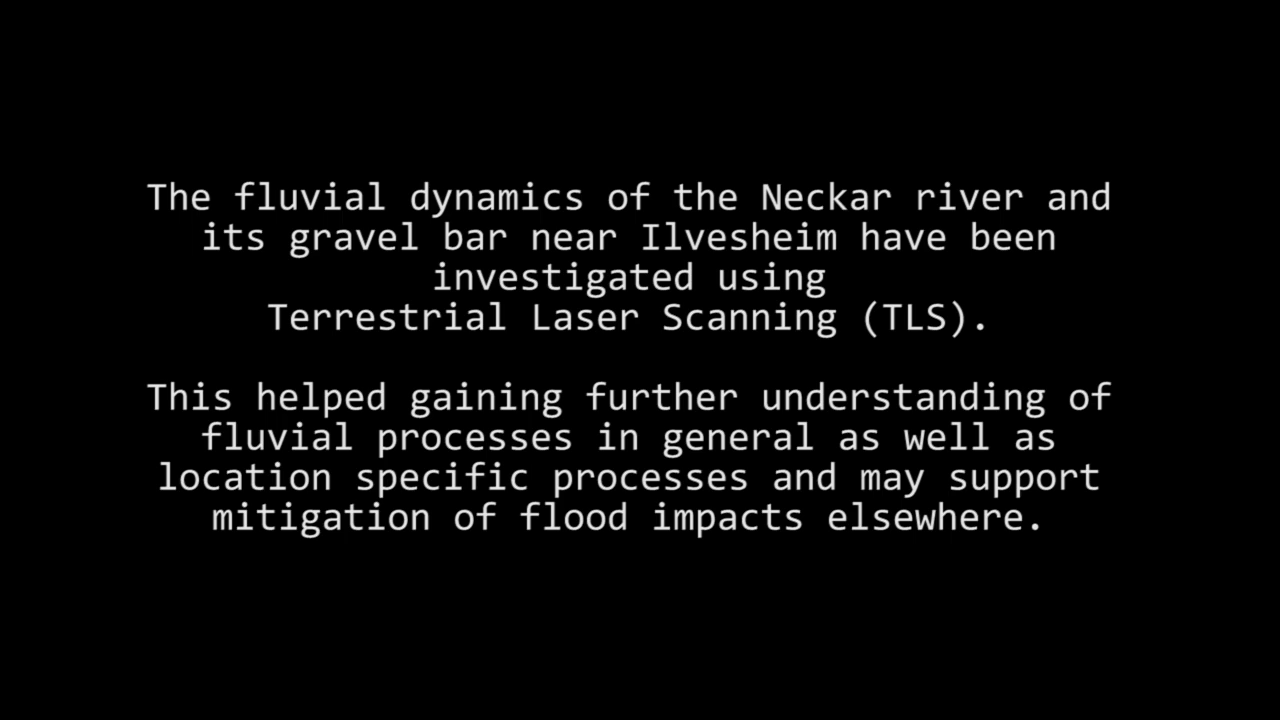 The fluvial dynamics of the Neckar river and
its gravel bar near Ilvesheim have been
investigated using
Terrestrial Laser Scanning (TLS).
This helped gaining further understanding of
fluvial processes in general as well as
location specific processes and may support
mitigation of flood impacts elsewhere.